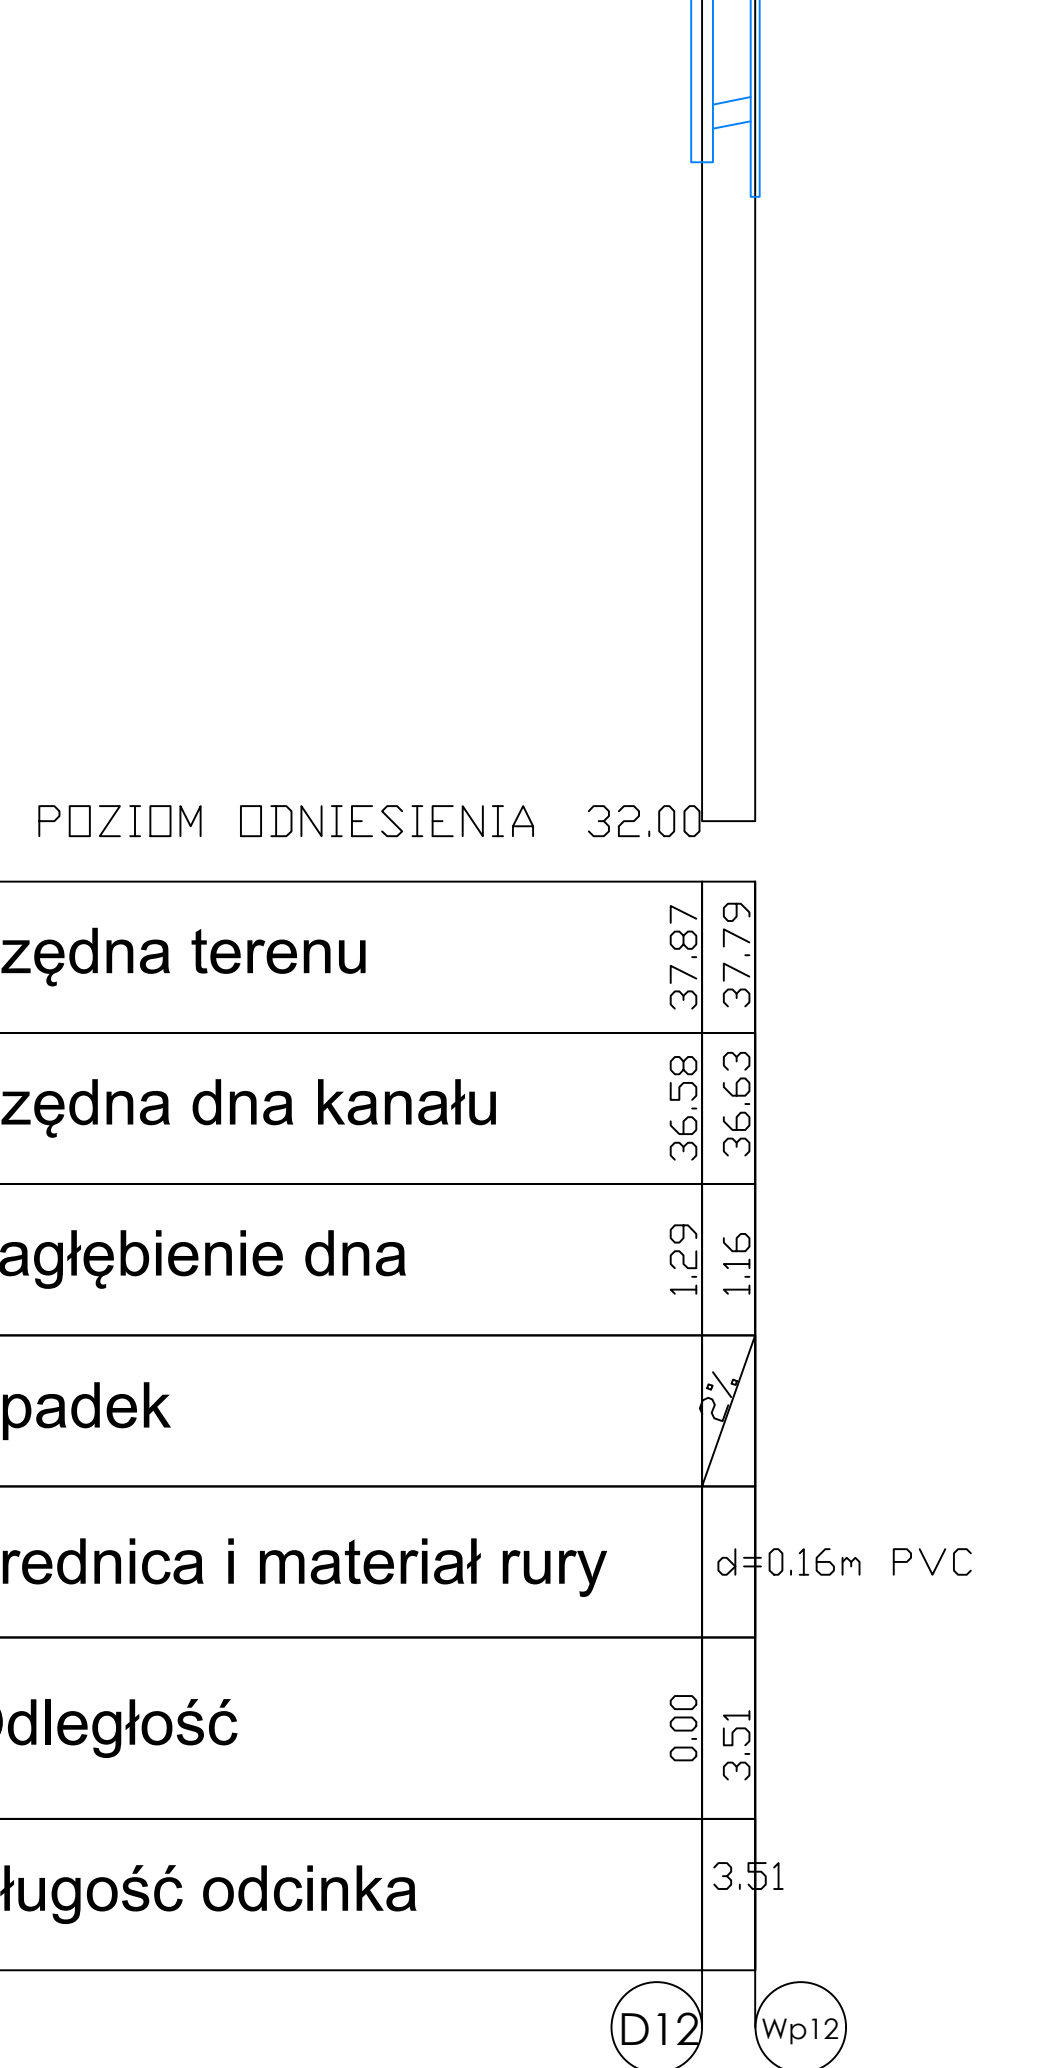 POZIOM ODNIESIENIA 32.00
zędna terenu 37.87 37.79
zędna dna kanału 36.58 36.63
agłębienie dna 1.29 1.16
padek 2%
rednica i materiał rury d=0.16m PVC
dległość 0.00 3.51
ługość odcinka 3.51
D12 Wp12